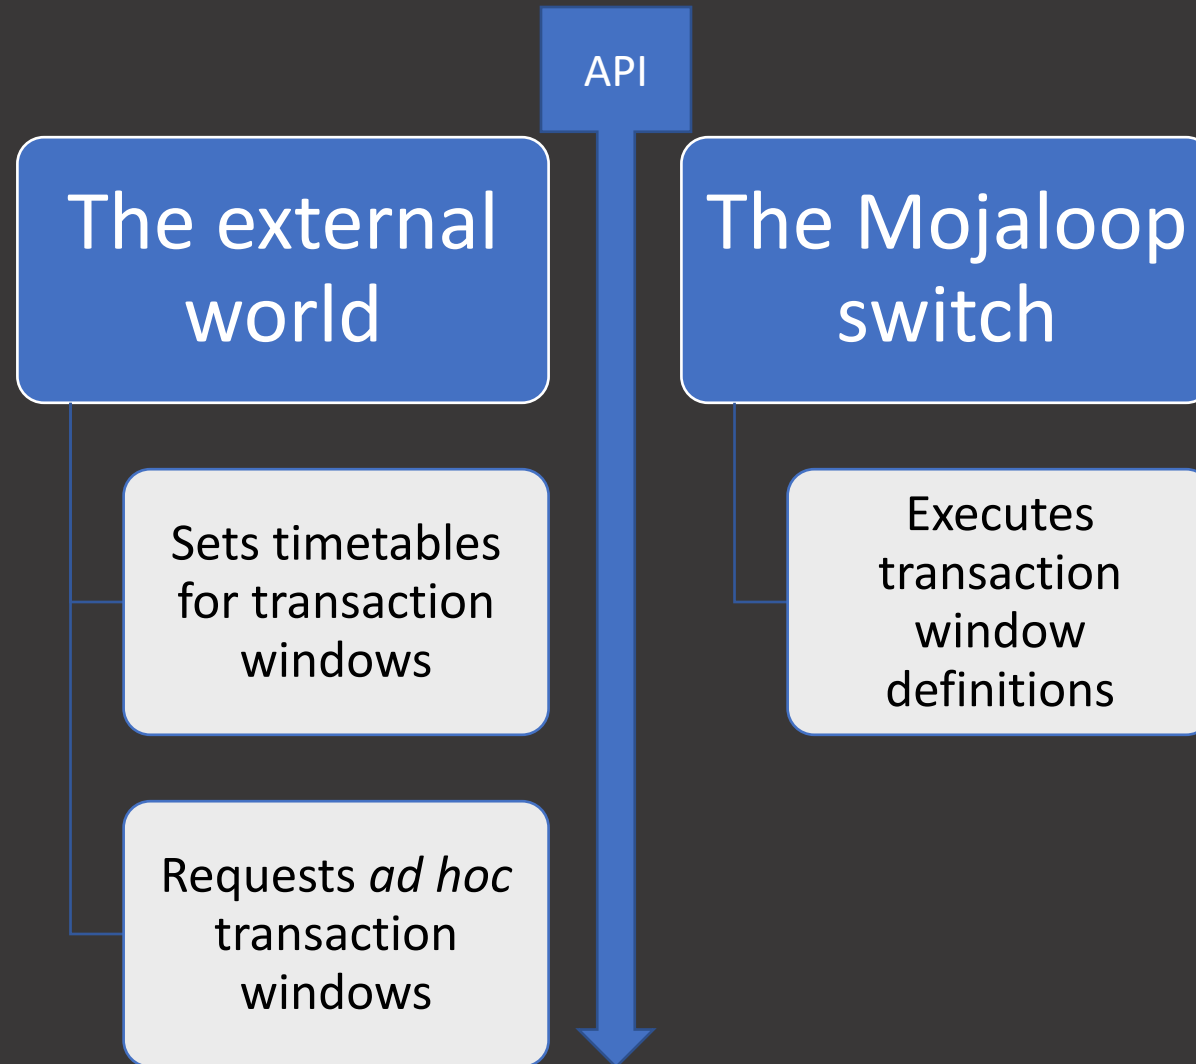 API
The external
world
The Mojaloop
switch
Sets timetables
for transaction
windows
Executes
transaction
window
definitions
Requests ad hoc
transaction
windows